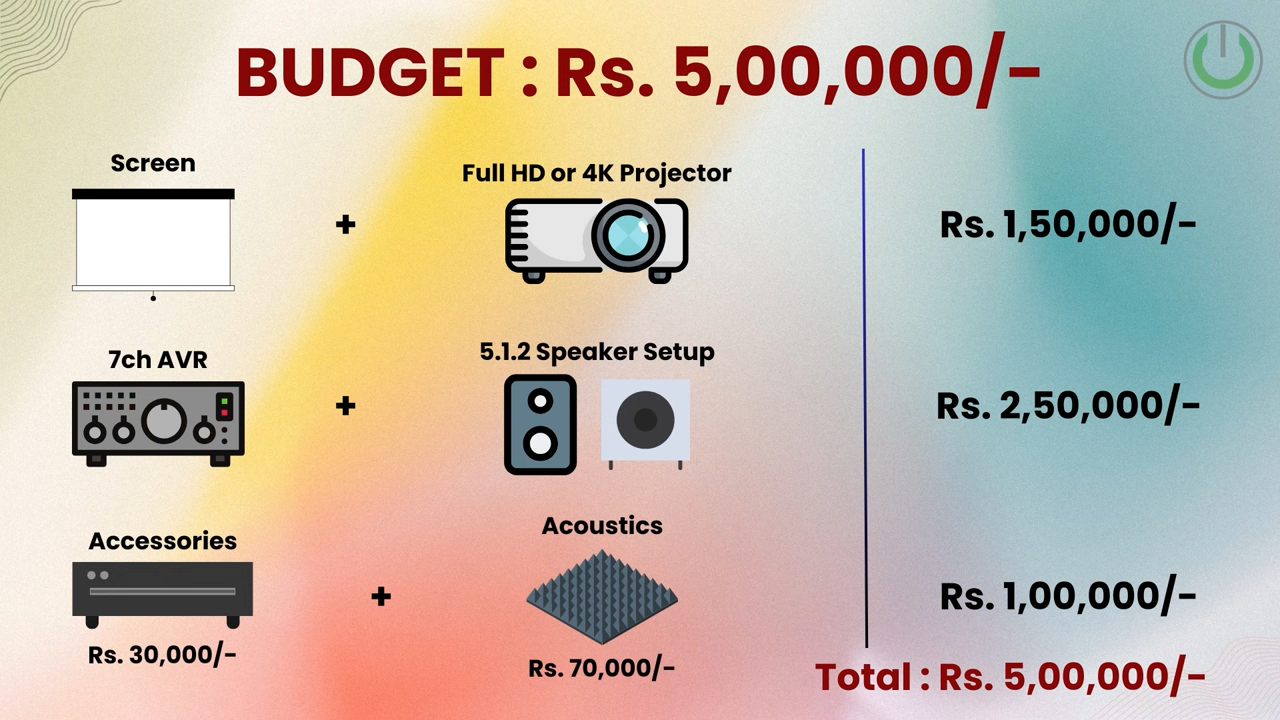 BUDGET : Rs. 5,00,000/-
Screen
Full HD or 4K Projector
+
Rs. 1,50,000/-
7ch AVR
5.1.2 Speaker Setup
+
Rs. 2,50,000/-
Accessories
Acoustics
+
Rs. 1,00,000/-
Rs. 30,000/-
Rs. 70,000/-
Total : Rs. 5,00,000/-